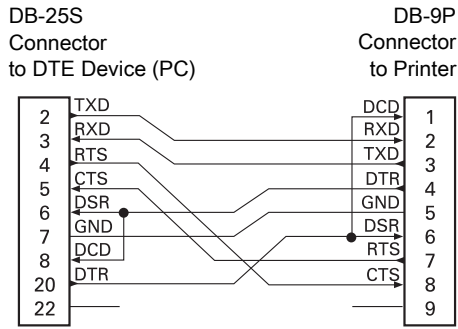 DB-25S
Connector
to DTE Device (PC)
DB-9P
Connector
to Printer
2 TXD DCD 1
3 RXD RXD 2
4 RTS TXD 3
5 CTS DTR 4
6 DSR GND 5
7 GND DSR 6
8 DCD RTS 7
20 DTR CTS 8
22 9